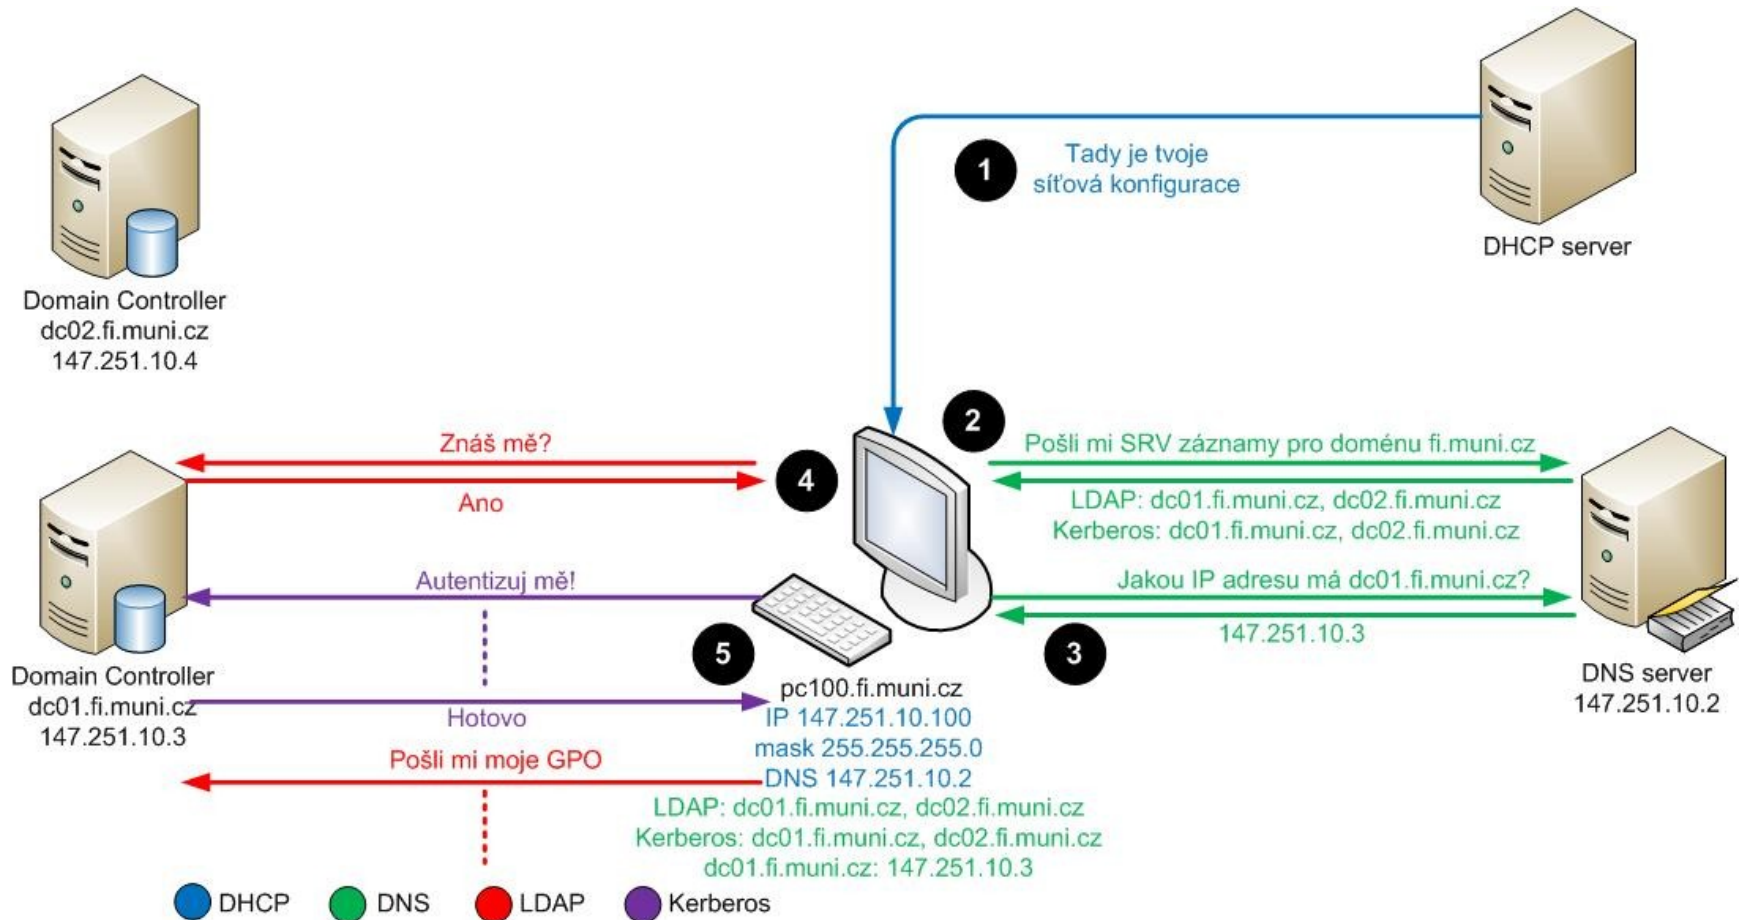 1
Tady je tvoje
síťová konfigurace
DHCP server
Domain Controller
dc02.fi.muni.cz
147.251.10.4
2
Znáš mě?
Ano
4
Pošli mi SRV záznamy pro doménu fi.muni.cz
LDAP: dc01.fi.muni.cz, dc02.fi.muni.cz
Kerberos: dc01.fi.muni.cz, dc02.fi.muni.cz
Autentizuj mě!
Jakou IP adresu má dc01.fi.muni.cz?
147.251.10.3
5
3
Domain Controller
dc01.fi.muni.cz
147.251.10.3
Hotovo
Pošli mi moje GPO
DNS server
147.251.10.2
pc100.fi.muni.cz
IP 147.251.10.100
mask 255.255.255.0
DNS 147.251.10.2
LDAP: dc01.fi.muni.cz, dc02.fi.muni.cz
Kerberos: dc01.fi.muni.cz, dc02.fi.muni.cz
dc01.fi.muni.cz: 147.251.10.3
DHCP
DNS
LDAP
Kerberos